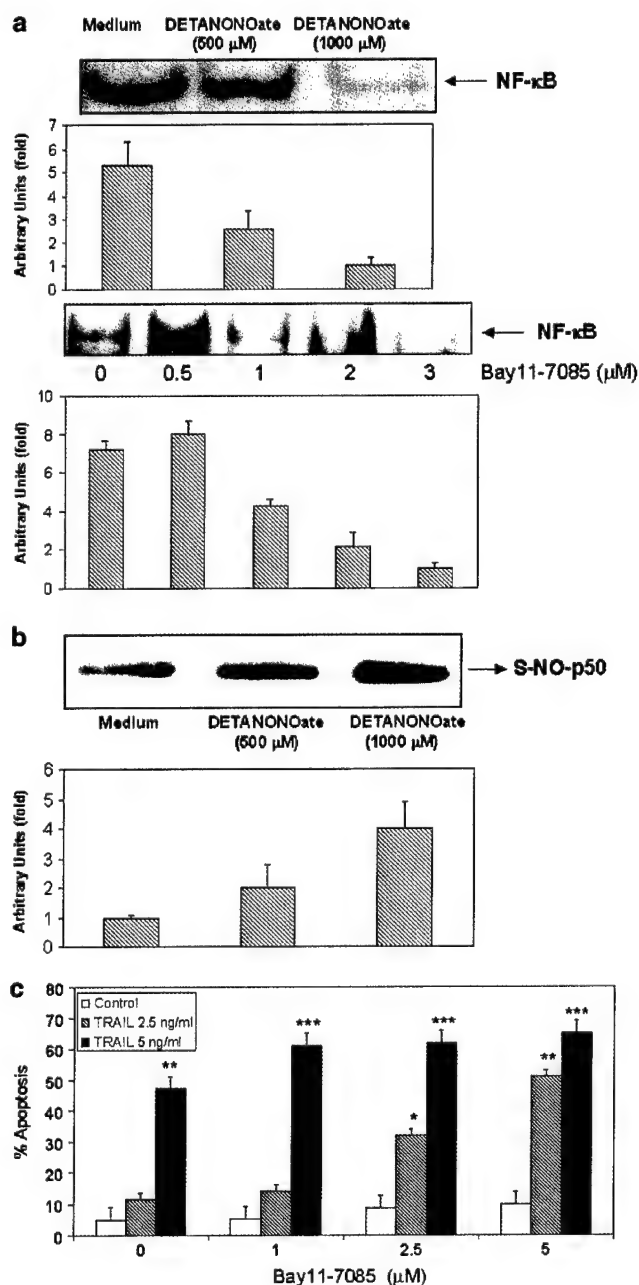 a
Medium DETANONOate (500 µM) DETANONOate (1000 µM)
NF-κB
Arbitrary Units (fold)
7
6
5
4
3
2
1
0
NF-κB
0 0.5 1 2 3 Bay11-7085 (µM)
Arbitrary Units (fold)
10
8
6
4
2
0
b
S-NO-p50
Medium DETANONOate (500 µM) DETANONOate (1000 µM)
Arbitrary Units (fold)
6
5
4
3
2
1
0
c
% Apoptosis
80
70
60
50
40
30
20
10
0
Control
TRAIL 2.5 ng/ml
TRAIL 5 ng/ml
** *** * *** ** ***
0 1 2.5 5
Bay11-7085 (µM)